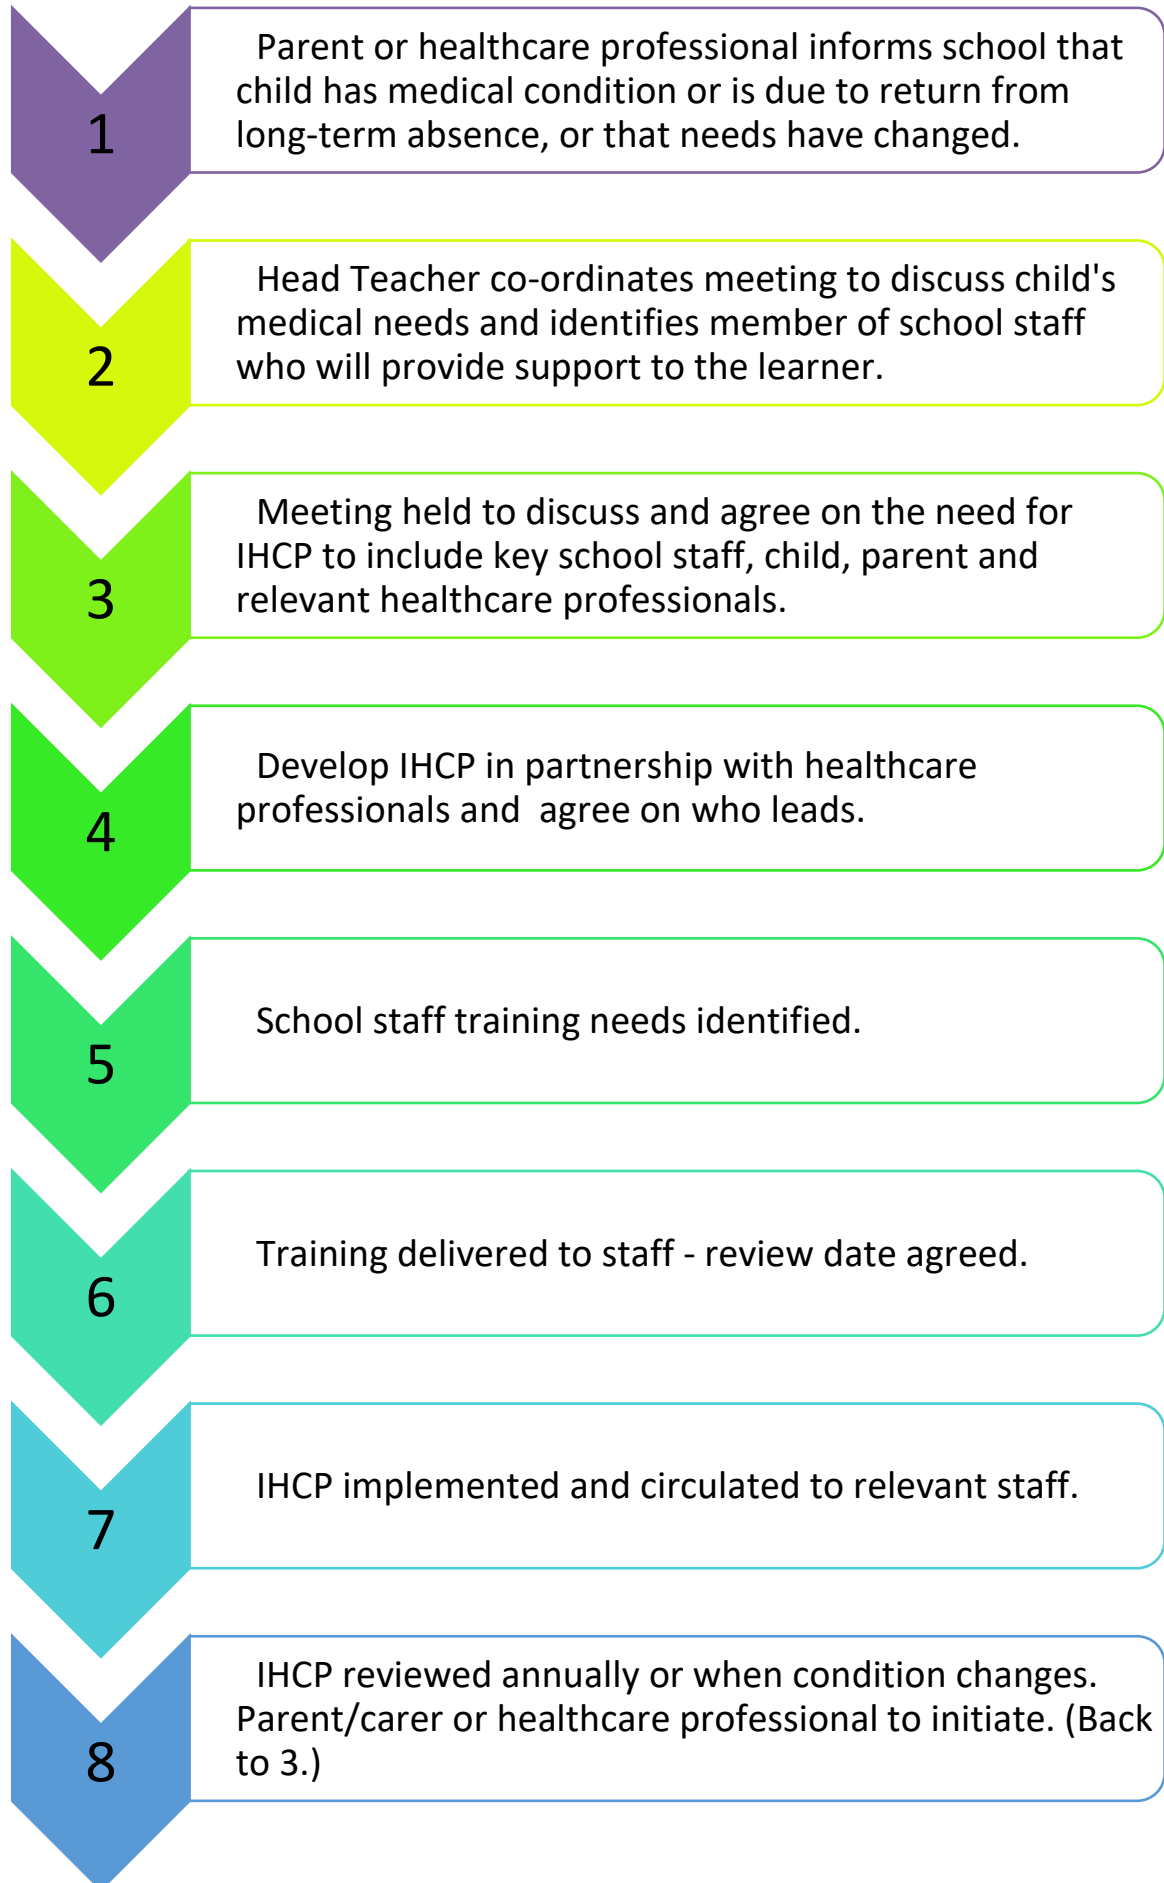 1
Parent or healthcare professional informs school that
child has medical condition or is due to return from
long-term absence, or that needs have changed.
2
Head Teacher co-ordinates meeting to discuss child's
medical needs and identifies member of school staff
who will provide support to the learner.
3
Meeting held to discuss and agree on the need for
IHCP to include key school staff, child, parent and
relevant healthcare professionals.
4
Develop IHCP in partnership with healthcare
professionals and  agree on who leads.
5
School staff training needs identified.
6
Training delivered to staff - review date agreed.
7
IHCP implemented and circulated to relevant staff.
8
IHCP reviewed annually or when condition changes.
Parent/carer or healthcare professional to initiate. (Back
to 3.)